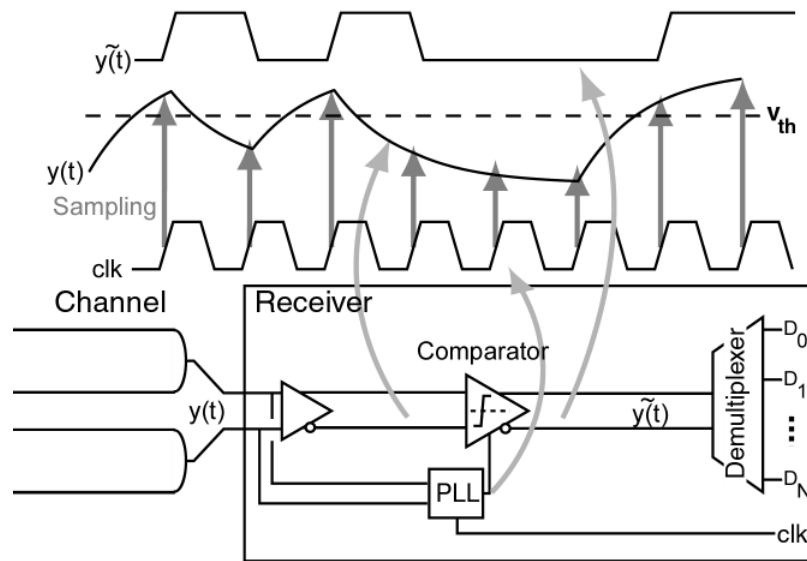 ỹ(t)
v_th
y(t)
Sampling
clk
Channel
Receiver
Comparator
y(t)
ỹ(t)
Demultiplexer
D_0
D_1
D_N
PLL
clk